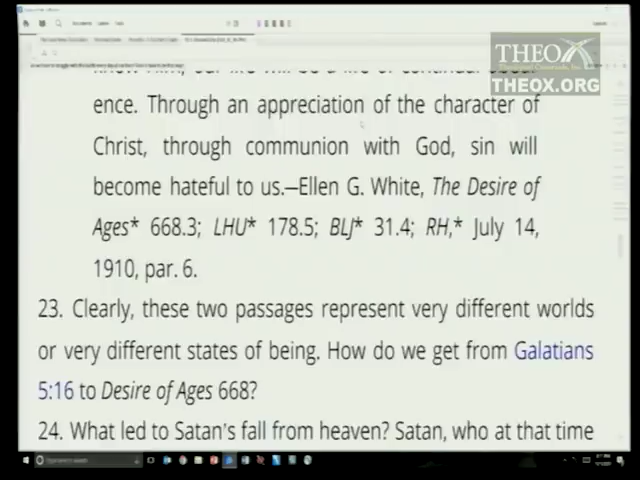 THEOX
THEOX.ORG
ence. Through an appreciation of the character of
Christ, through communion with God, sin will
become hateful to us.—Ellen G. White, The Desire of
Ages* 668.3; LHU* 178.5; BLJ* 31.4; RH,* July 14,
1910, par. 6.
23. Clearly, these two passages represent very different worlds
or very different states of being. How do we get from Galatians
5:16 to Desire of Ages 668?
24. What led to Satan's fall from heaven? Satan, who at that time